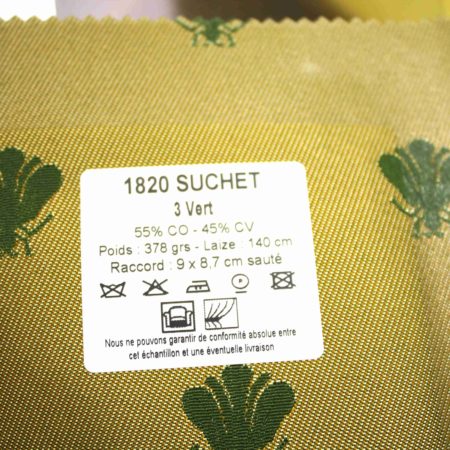 1820 SUCHET
3 Vert
55% CO - 45% CV
Poids : 378 grs - Laize : 140 cm
Raccord : 9 x 8,7 cm sauté
Nous ne pouvons garantir de conformité absolue entre
cet échantillon et une éventuelle livraison